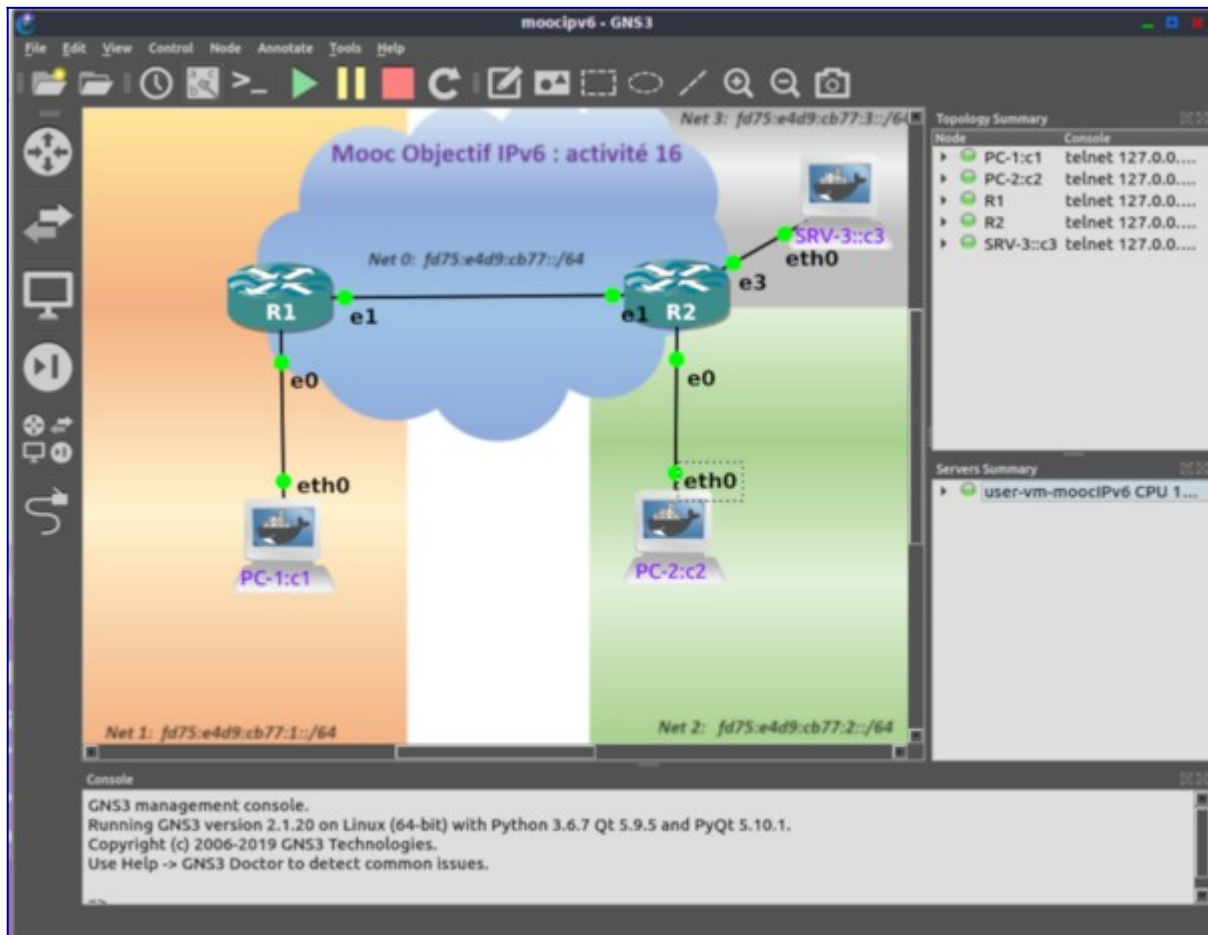 moocipv6 - GNS3
File Edit View Control Node Annotate Tools Help
Net 3: fd75:e4d9:cb77:3::/64
Mooc Objectif IPv6 : activité 16
SRV-3::c3
eth0
Net 0: fd75:e4d9:cb77::/64
e3
R1
R2
e1
e1
e0
e0
eth0
eth0
PC-1:c1
PC-2:c2
Net 1: fd75:e4d9:cb77:1::/64
Net 2: fd75:e4d9:cb77:2::/64
Topology Summary
Node Console
PC-1:c1 telnet 127.0.0....
PC-2:c2 telnet 127.0.0....
R1 telnet 127.0.0....
R2 telnet 127.0.0....
SRV-3::c3 telnet 127.0.0....
Servers Summary
user-vm-moocIPv6 CPU 1...
Console
GNS3 management console.
Running GNS3 version 2.1.20 on Linux (64-bit) with Python 3.6.7 Qt 5.9.5 and PyQt 5.10.1.
Copyright (c) 2006-2019 GNS3 Technologies.
Use Help -> GNS3 Doctor to detect common issues.
=>